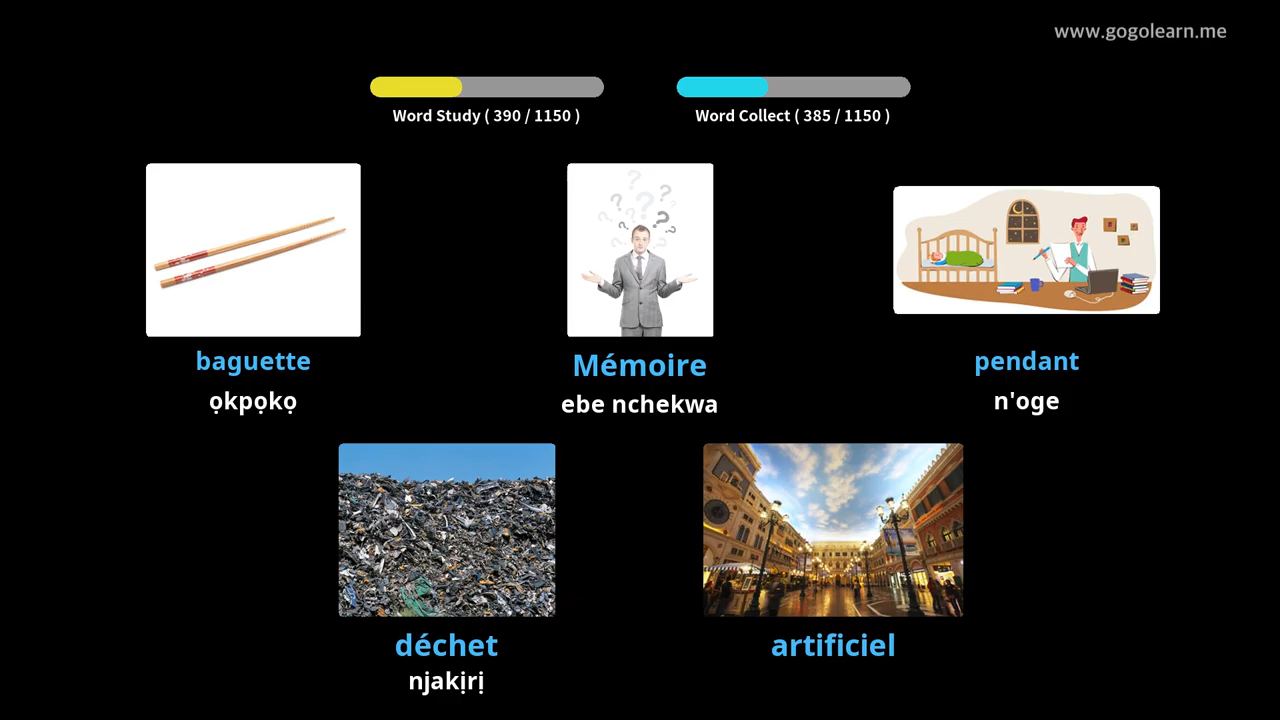 www.gogolearn.me
Word Study ( 390 / 1150 )
Word Collect ( 385 / 1150 )
baguette
ọkpọkọ
Mémoire
ebe nchekwa
pendant
n'oge
déchet
njakịrị
artificiel